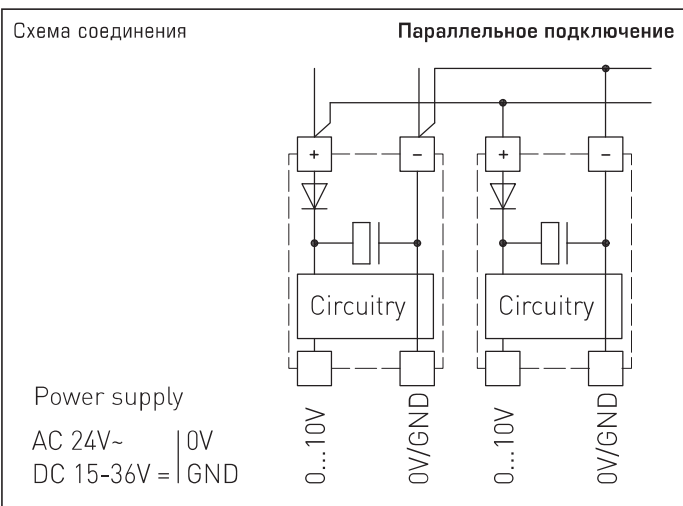 Схема соединения
Параллельное подключение
+ − + −
Circuitry Circuitry
Power supply
AC 24V~ | 0V
DC 15-36V = | GND
0...10V
0V/GND
0...10V
0V/GND